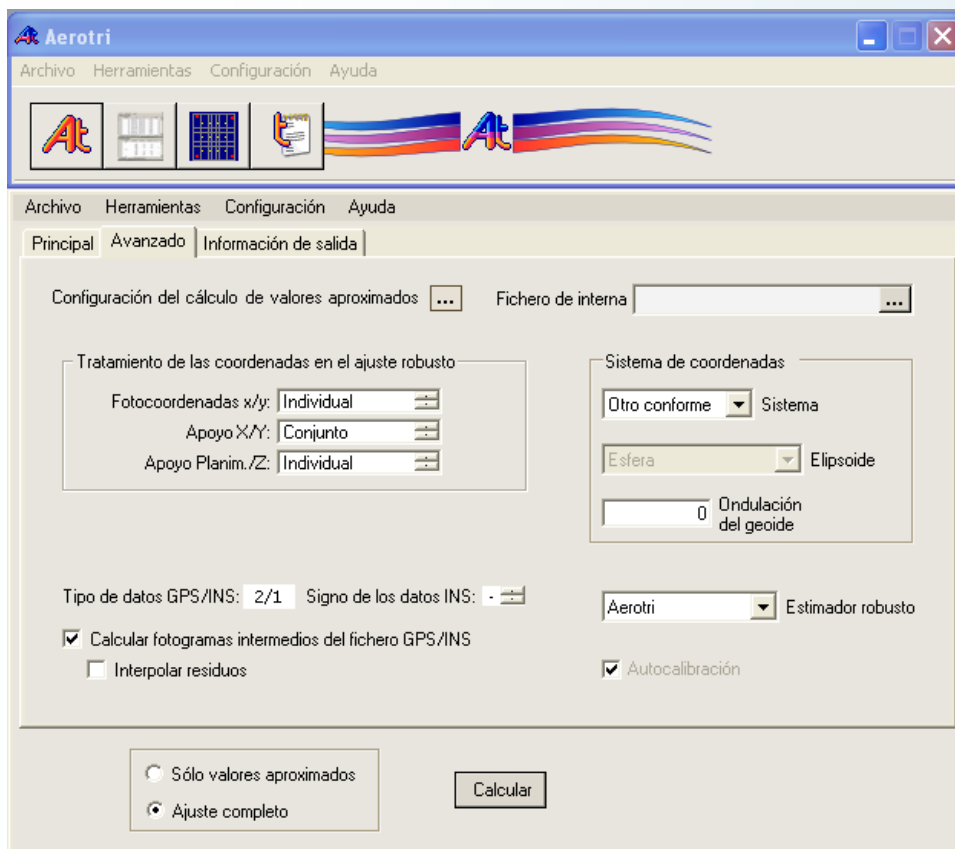 Aerotri
Archivo Herramientas Configuración Ayuda
At t At
Archivo Herramientas Configuración Ayuda
Principal Avanzado Información de salida
Configuración del cálculo de valores aproximados ... Fichero de interna ...
Tratamiento de las coordenadas en el ajuste robusto
Fotocoordenadas x/y: Individual
Apoyo X/Y: Conjunto
Apoyo Planim./Z: Individual
Sistema de coordenadas
Otro conforme Sistema
Esfera Elipsoide
0 Ondulación
del geoide
Tipo de datos GPS/INS: 2/1 Signo de los datos INS: -
Calcular fotogramas intermedios del fichero GPS/INS
Interpolar residuos
Aerotri Estimador robusto
Autocalibración
Sólo valores aproximados
Ajuste completo
Calcular